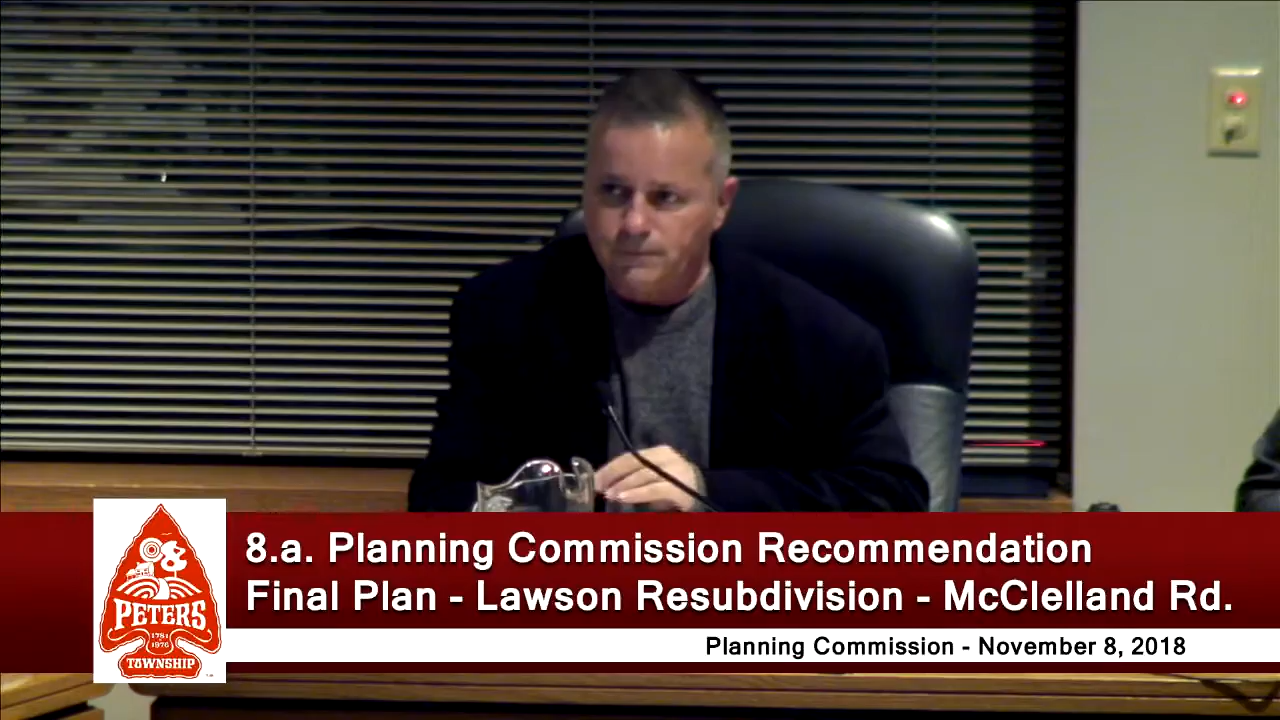 8.a. Planning Commission Recommendation
Final Plan - Lawson Resubdivision - McClelland Rd.
Planning Commission - November 8, 2018
PETERS
1781
1976
TOWNSHIP